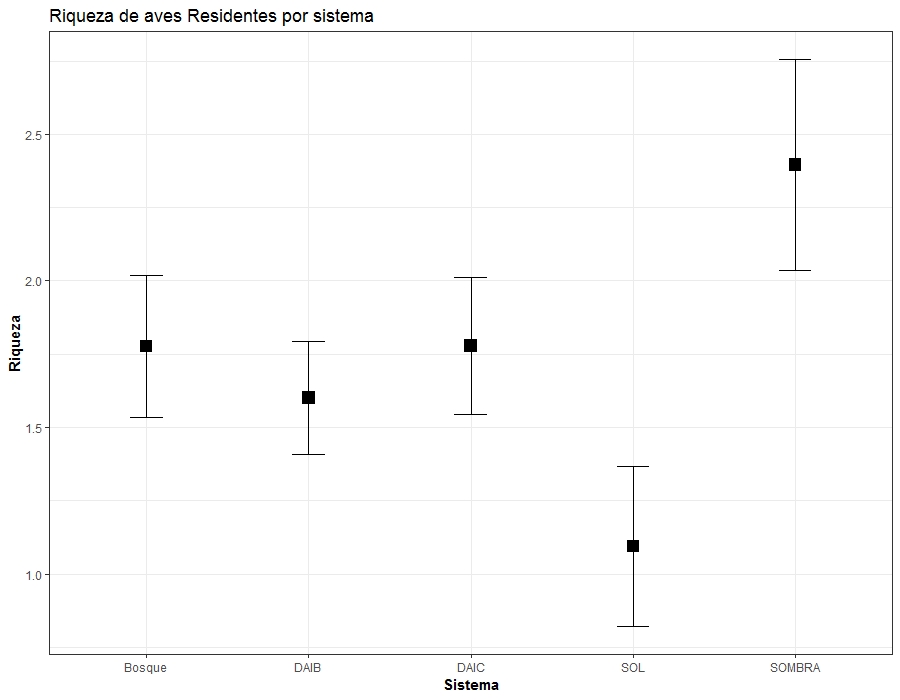 Riqueza de aves Residentes por sistema
Riqueza
2.5
2.0
1.5
1.0
Bosque DAIB DAIC SOL SOMBRA
Sistema